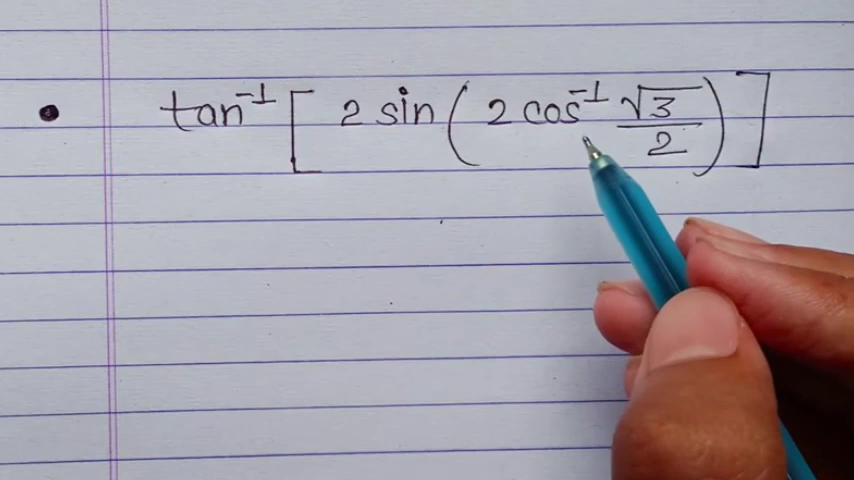 • tan⁻¹ [ 2 sin ( 2 cos⁻¹ √3/2 ) ]